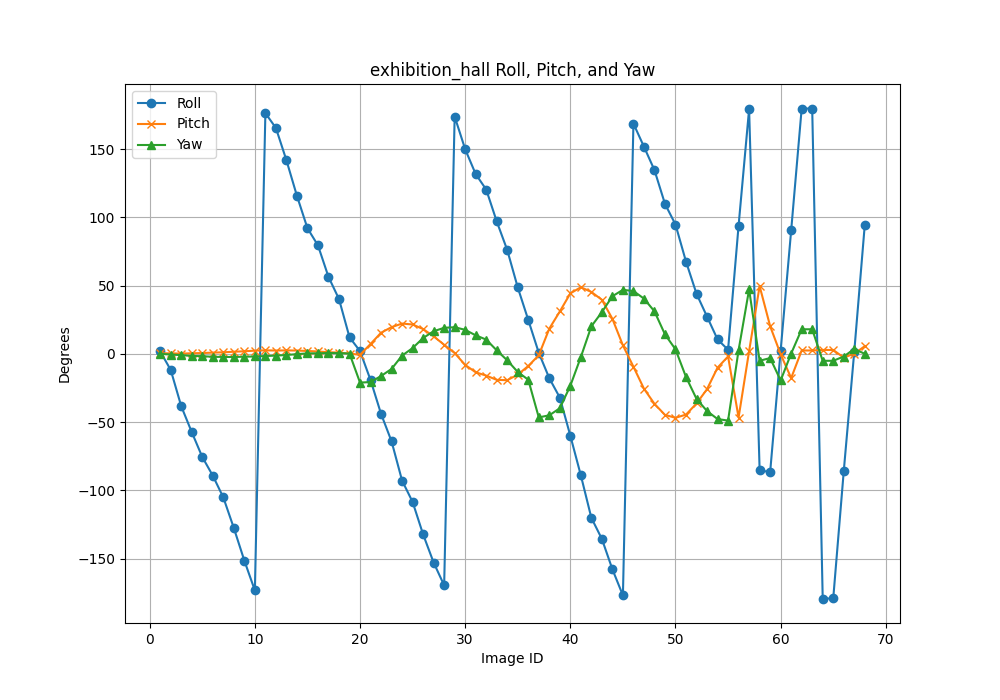 exhibition_hall Roll, Pitch, and Yaw
Roll
Pitch
Yaw
Degrees
150
100
50
0
−50
−100
−150
0 10 20 30 40 50 60 70
Image ID